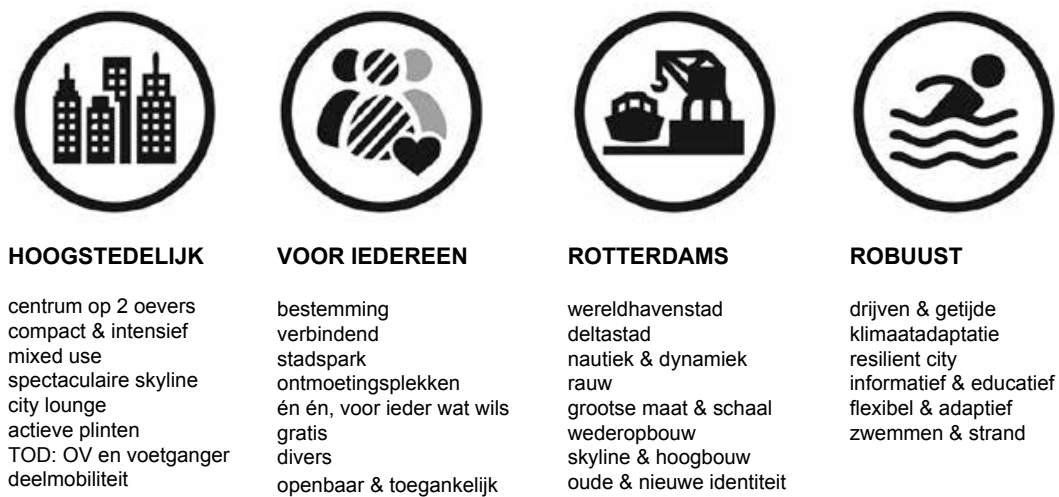 HOOGSTEDELIJK
centrum op 2 oevers
compact & intensief
mixed use
spectaculaire skyline
city lounge
actieve plinten
TOD: OV en voetganger
deelmobiliteit
VOOR IEDEREEN
bestemming
verbindend
stadspark
ontmoetingsplekken
én én, voor ieder wat wils
gratis
divers
openbaar & toegankelijk
ROTTERDAMS
wereldhavenstad
deltastad
nautiek & dynamiek
rauw
grootse maat & schaal
wederopbouw
skyline & hoogbouw
oude & nieuwe identiteit
ROBUUST
drijven & getijde
klimaatadaptatie
resilient city
informatief & educatief
flexibel & adaptief
zwemmen & strand